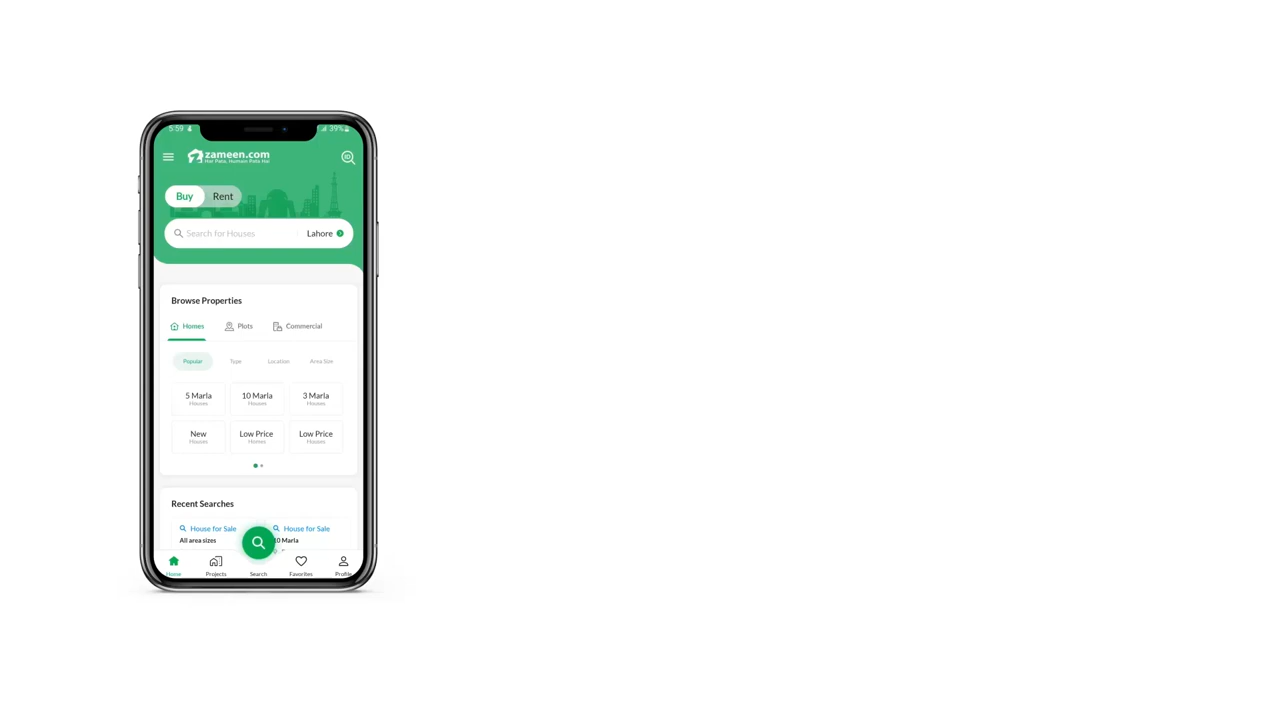 5:59 39%
zameen.com
Har Pata, Humain Pata Hai
ID
Buy Rent
Search for Houses Lahore
Browse Properties
Homes Plots Commercial
Popular Type Location Area Size
5 Marla 10 Marla 3 Marla
Houses Houses Houses
New Low Price Low Price
Houses Homes Houses
Recent Searches
House for Sale House for Sale
All area sizes 10 Marla
Home Projects Search Favorites Profile